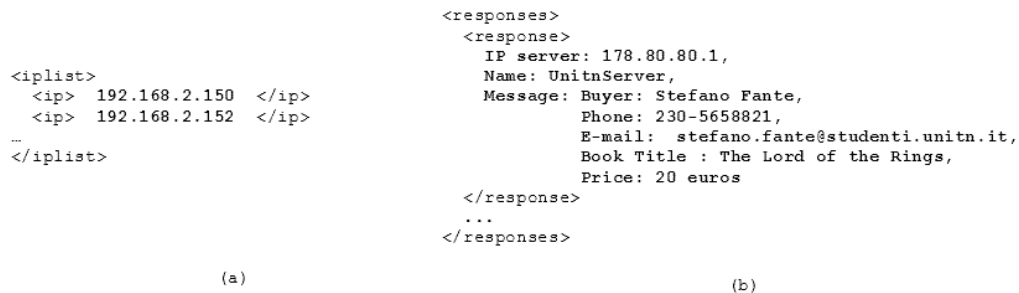 <iplist>
<ip> 192.168.2.150 </ip>
<ip> 192.168.2.152 </ip>
…
</iplist>
(a)
<responses>
<response>
IP server: 178.80.80.1,
Name: UnitnServer,
Message: Buyer: Stefano Fante,
Phone: 230-5658821,
E-mail: stefano.fante@studenti.unitn.it,
Book Title : The Lord of the Rings,
Price: 20 euros
</response>
...
</responses>
(b)